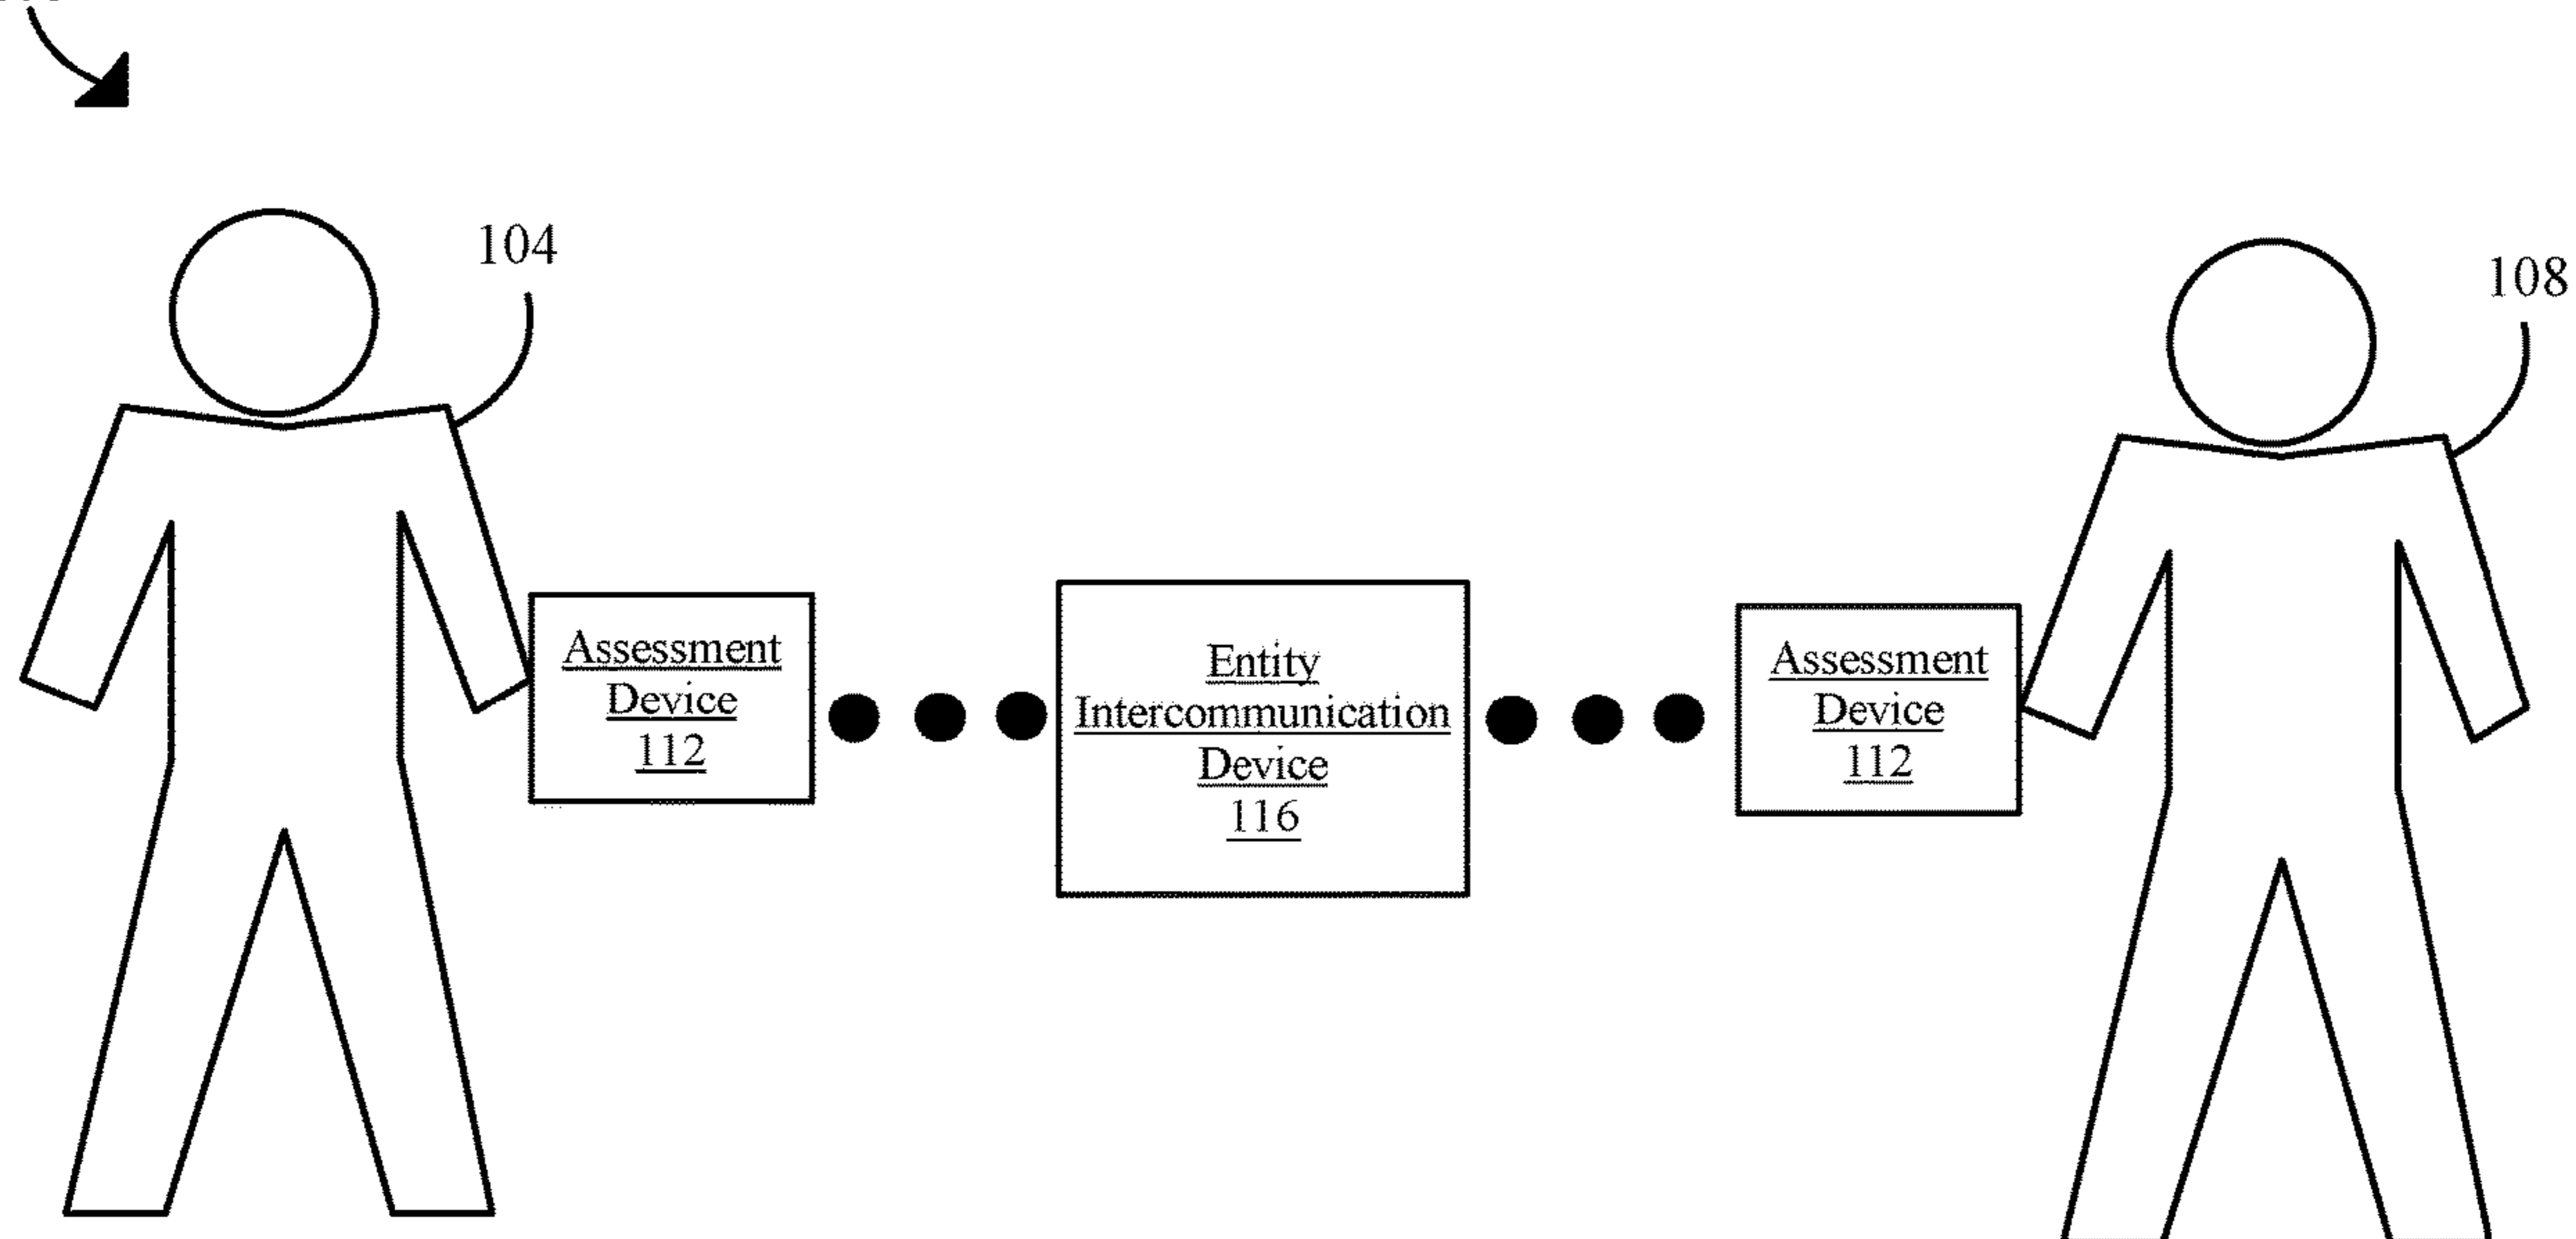 104
108
Assessment
Device
112
Entity
Intercommunication
Device
116
Assessment
Device
112